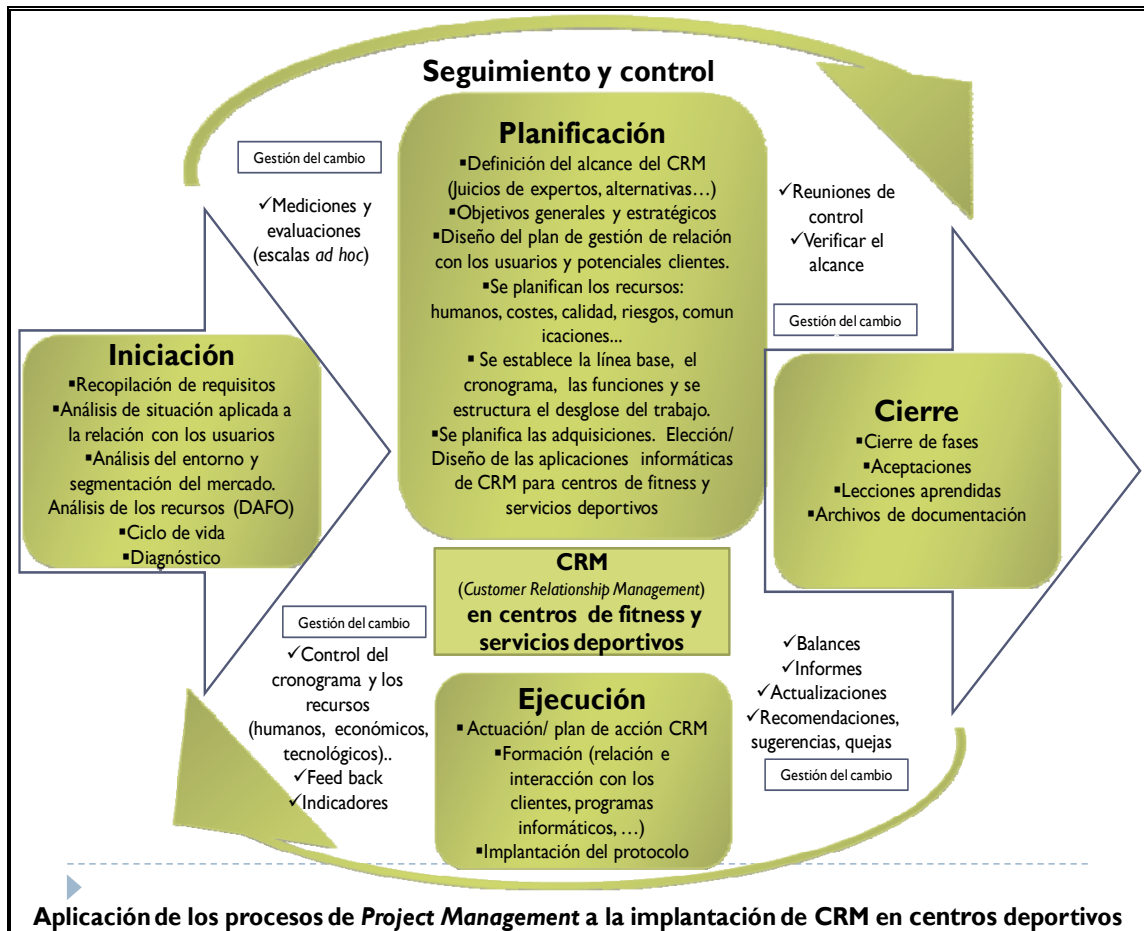 Seguimiento y control
Gestión del cambio
✓Mediciones y
evaluaciones
(escalas ad hoc)
Iniciación
▪Recopilación de requisitos
▪Análisis de situación aplicada a
la relación con los usuarios
▪Análisis del entorno y
segmentación del mercado.
Análisis de los recursos (DAFO)
▪Ciclo de vida
▪Diagnóstico
Planificación
▪Definición del alcance del CRM
(Juicios de expertos, alternativas…)
▪Objetivos generales y estratégicos
▪Diseño del plan de gestión de relación
con los usuarios y potenciales clientes.
▪Se planifican los recursos:
humanos, costes, calidad, riesgos, comun
icaciones...
▪ Se establece la línea base, el
cronograma, las funciones y se
estructura el desglose del trabajo.
▪Se planifica las adquisiciones. Elección/
Diseño de las aplicaciones informáticas
de CRM para centros de fitness y
servicios deportivos
✓Reuniones de
control
✓Verificar el
alcance
Gestión del cambio
Cierre
▪Cierre de fases
▪Aceptaciones
▪Lecciones aprendidas
▪Archivos de documentación
CRM
(Customer Relationship Management)
en centros de fitness y
servicios deportivos
Gestión del cambio
✓Control del
cronograma y los
recursos
(humanos, económicos,
tecnológicos)..
✓Feed back
✓Indicadores
Ejecución
▪Actuación/ plan de acción CRM
▪Formación (relación e
interacción con los
clientes, programas
informáticos, …)
▪Implantación del protocolo
✓Balances
✓Informes
✓Actualizaciones
✓Recomendaciones,
sugerencias, quejas
Gestión del cambio
Aplicación de los procesos de Project Management a la implantación de CRM en centros deportivos